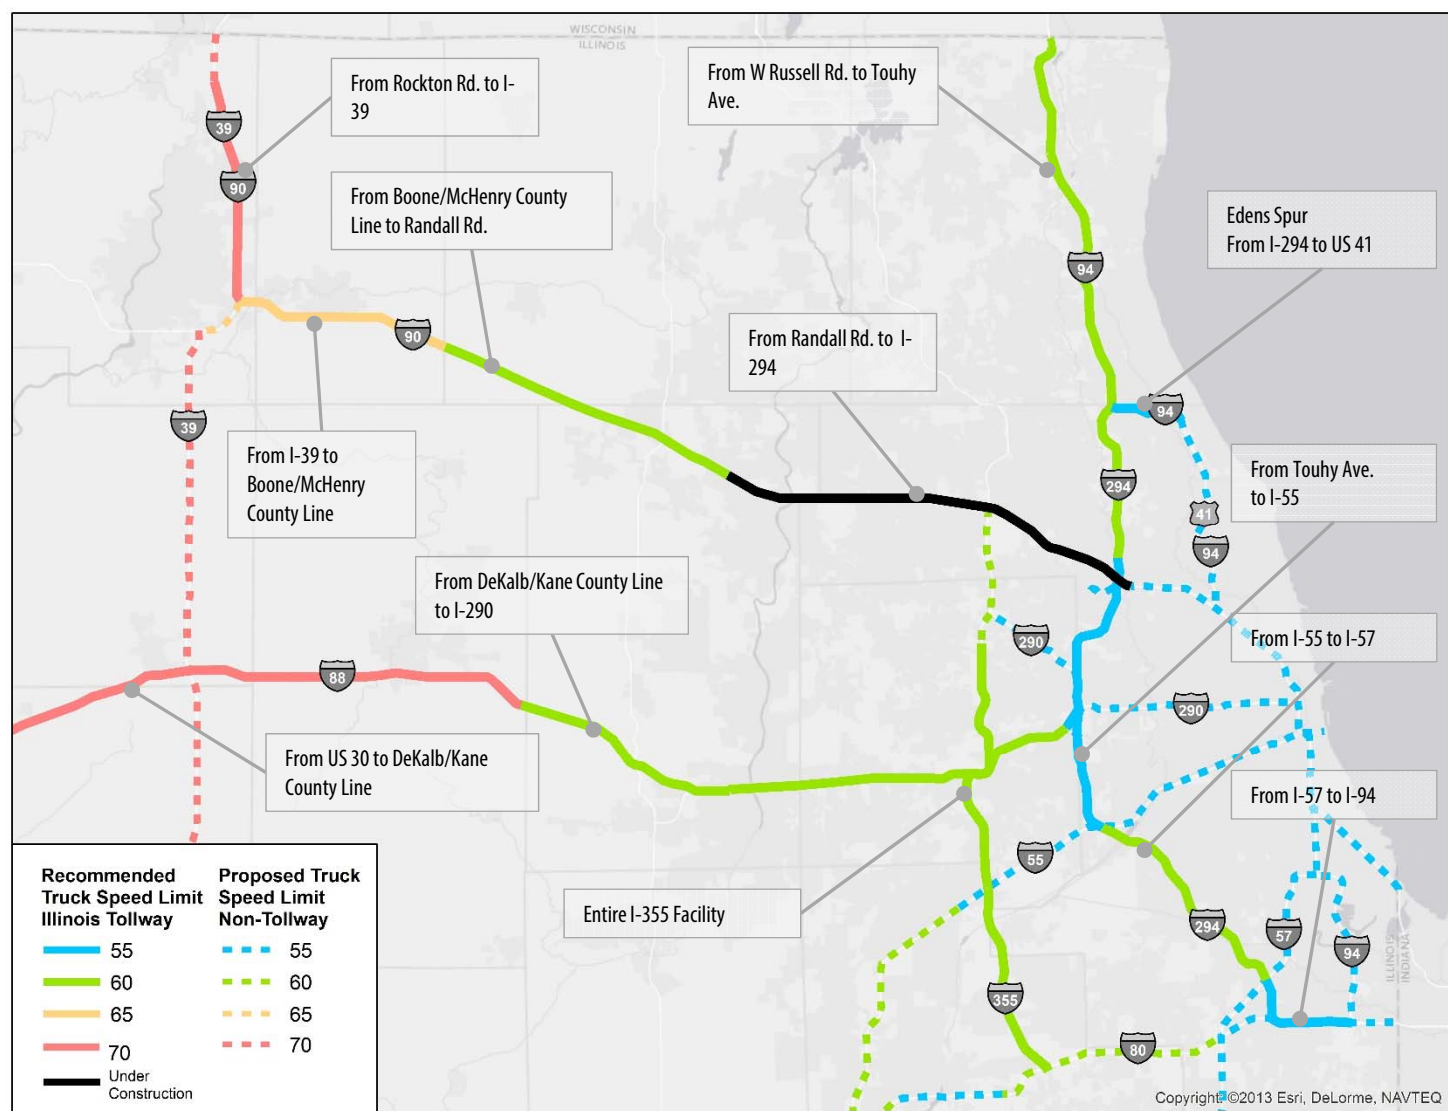 WISCONSIN
ILLINOIS
From Rockton Rd. to I-
39
From W Russell Rd. to Touhy
Ave.
39
90
From Boone/McHenry County
Line to Randall Rd.
Edens Spur
From I-294 to US 41
94
90
From Randall Rd. to I-
294
94
39
From I-39 to
Boone/McHenry
County Line
294
From Touhy Ave.
to I-55
41
94
From DeKalb/Kane County Line
to I-290
290
From I-55 to I-57
88
290
From US 30 to DeKalb/Kane
County Line
From I-57 to I-94
55
Entire I-355 Facility
294
57
94
ILLINOIS
INDIANA
355
80
Recommended
Truck Speed Limit
Illinois Tollway
55
60
65
70
Under
Construction
Proposed Truck
Speed Limit
Non-Tollway
55
60
65
70
Copyright: ©2013 Esri, DeLorme, NAVTEQ